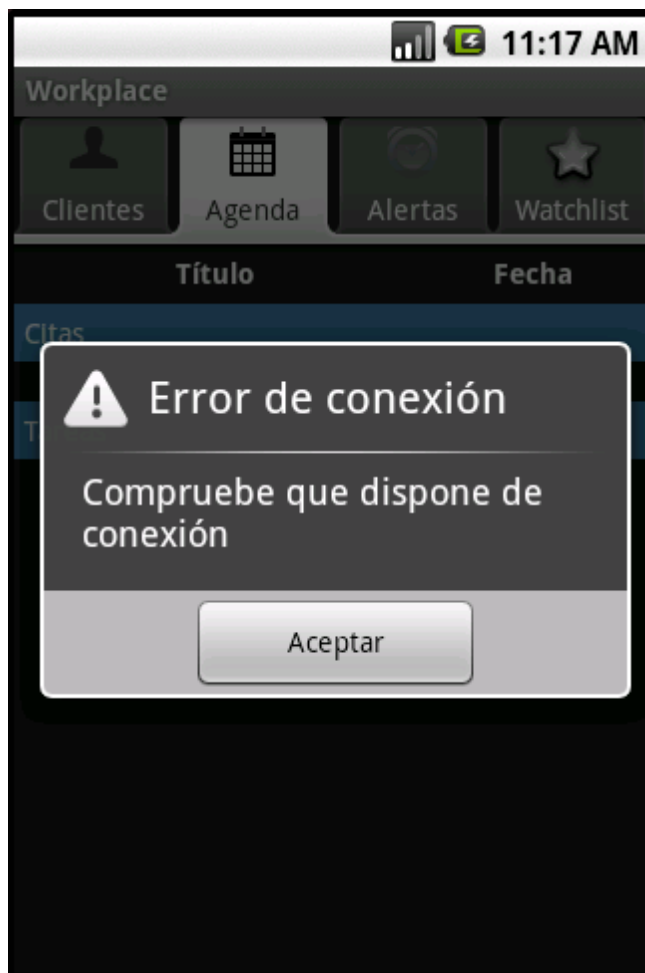 11:17 AM
Workplace
Clientes Agenda Alertas Watchlist
Título Fecha
Citas
Error de conexión
Compruebe que dispone de
conexión
Aceptar